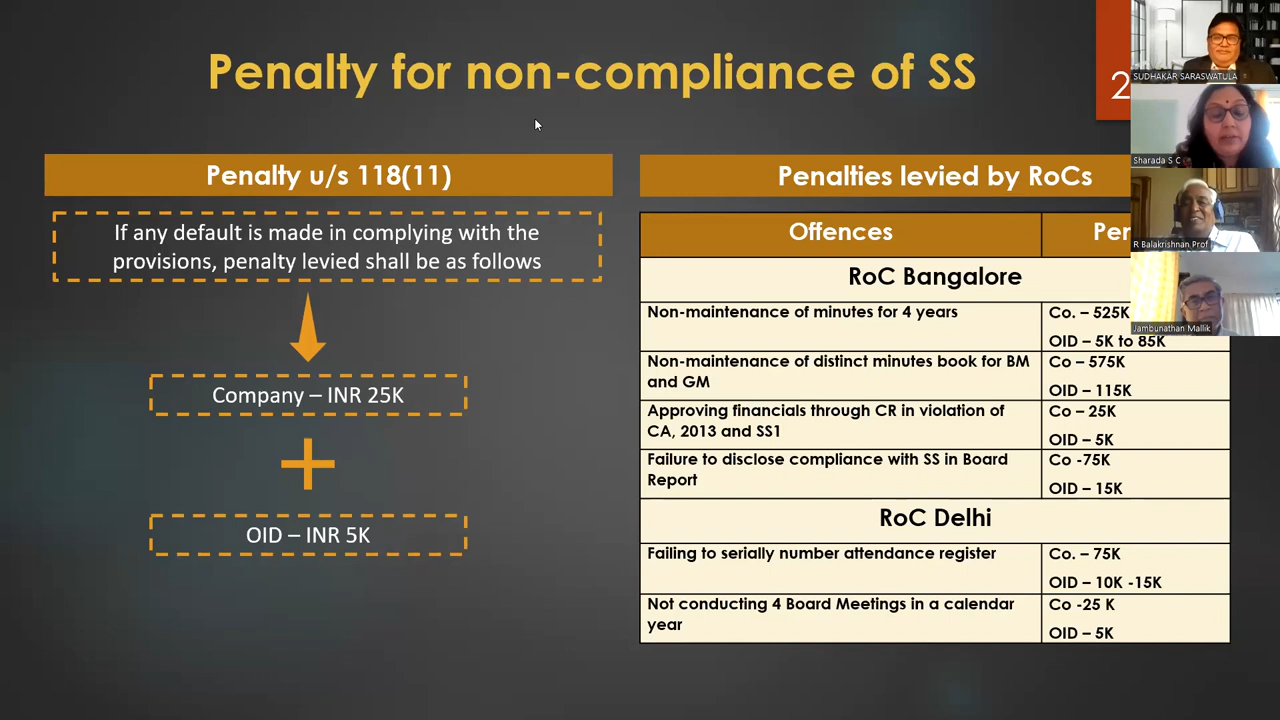 Penalty for non-compliance of SS
2
Penalty u/s 118(11)
If any default is made in complying with the
provisions, penalty levied shall be as follows
Company – INR 25K
OID – INR 5K
Penalties levied by RoCs
Offences
RoC Bangalore
Non-maintenance of minutes for 4 years
Co. – 525K
OID – 5K to 85K
Non-maintenance of distinct minutes book for BM
and GM
Co – 575K
OID – 115K
Approving financials through CR in violation of
CA, 2013 and SS1
Co – 25K
OID – 5K
Failure to disclose compliance with SS in Board
Report
Co -75K
OID – 15K
RoC Delhi
Failing to serially number attendance register
Co. – 75K
OID – 10K -15K
Not conducting 4 Board Meetings in a calendar
year
Co -25 K
OID – 5K
SUDHAKAR SARASWATULA
Sharada S C
R Balakrishnan Prof
Jambunathan Mallik